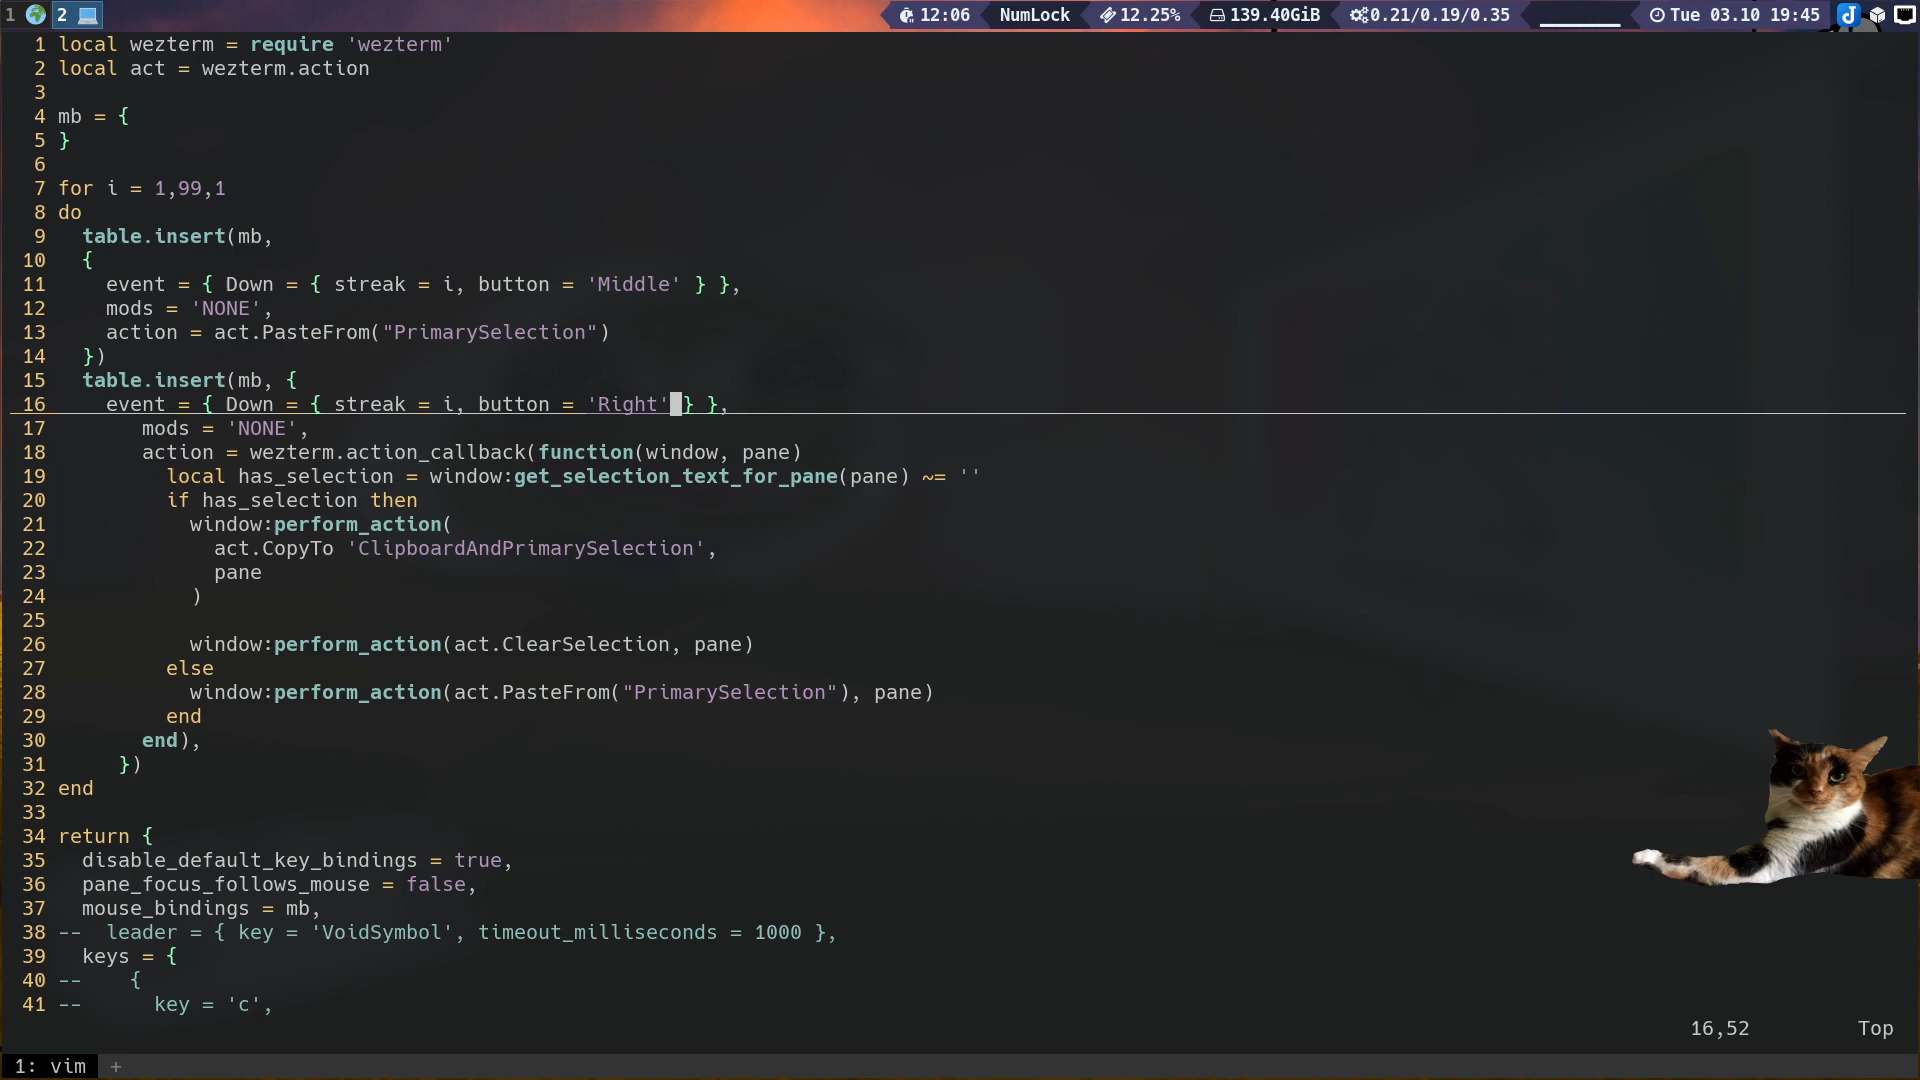 1 2 12:06 NumLock 12.25% 139.40GiB 0.21/0.19/0.35 Tue 03.10 19:45
1 local wezterm = require 'wezterm'
2 local act = wezterm.action
3
4 mb = {
5 }
6
7 for i = 1,99,1
8 do
9   table.insert(mb,
10   {
11     event = { Down = { streak = i, button = 'Middle' } },
12     mods = 'NONE',
13     action = act.PasteFrom("PrimarySelection")
14   })
15   table.insert(mb, {
16     event = { Down = { streak = i, button = 'Right' } },
17        mods = 'NONE',
18        action = wezterm.action_callback(function(window, pane)
19          local has_selection = window:get_selection_text_for_pane(pane) ~= ''
20          if has_selection then
21            window:perform_action(
22              act.CopyTo 'ClipboardAndPrimarySelection',
23              pane
24            )
25
26            window:perform_action(act.ClearSelection, pane)
27          else
28            window:perform_action(act.PasteFrom("PrimarySelection"), pane)
29          end
30        end),
31      })
32 end
33
34 return {
35   disable_default_key_bindings = true,
36   pane_focus_follows_mouse = false,
37   mouse_bindings = mb,
38 --  leader = { key = 'VoidSymbol', timeout_milliseconds = 1000 },
39   keys = {
40 --    {
41 --      key = 'c',
16,52 Top
1: vim +